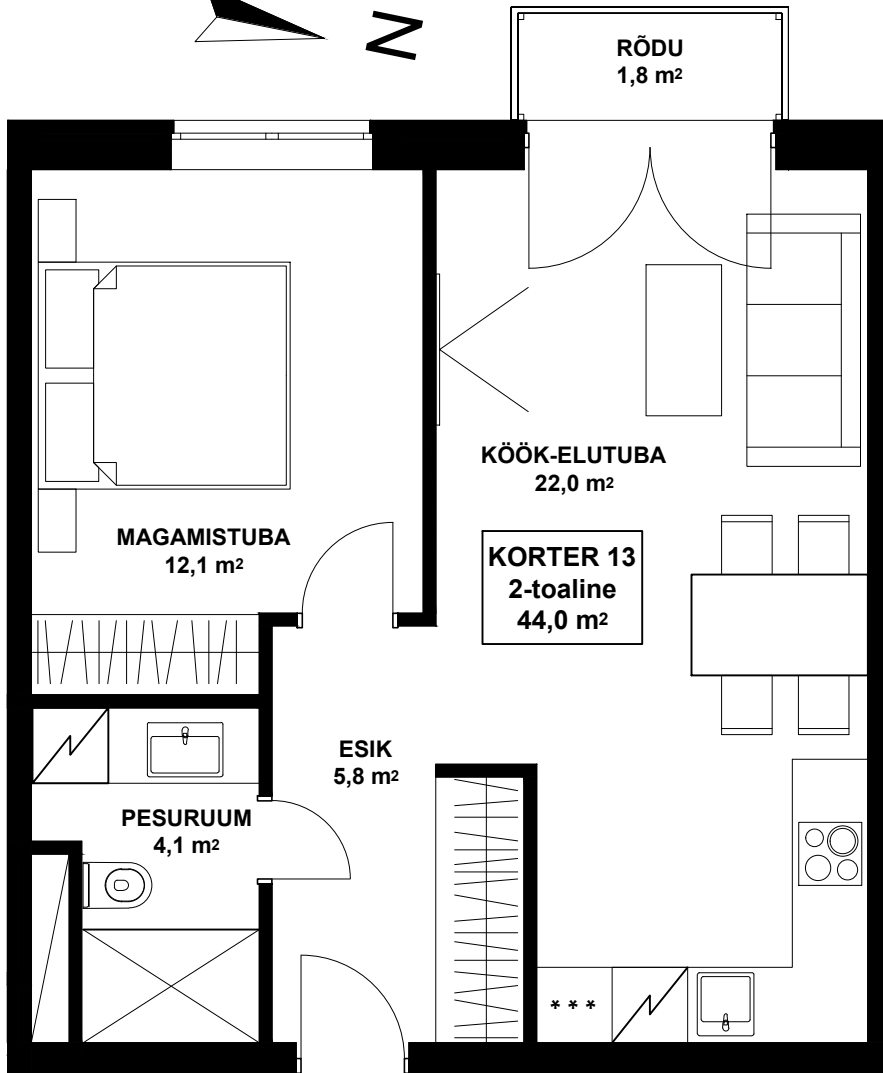 N
RÕDU
1,8 m²
KÖÖK-ELUTUBA
22,0 m²
MAGAMISTUBA
12,1 m²
KORTER 13
2-toaline
44,0 m²
ESIK
5,8 m²
PESURUUM
4,1 m²
* * *